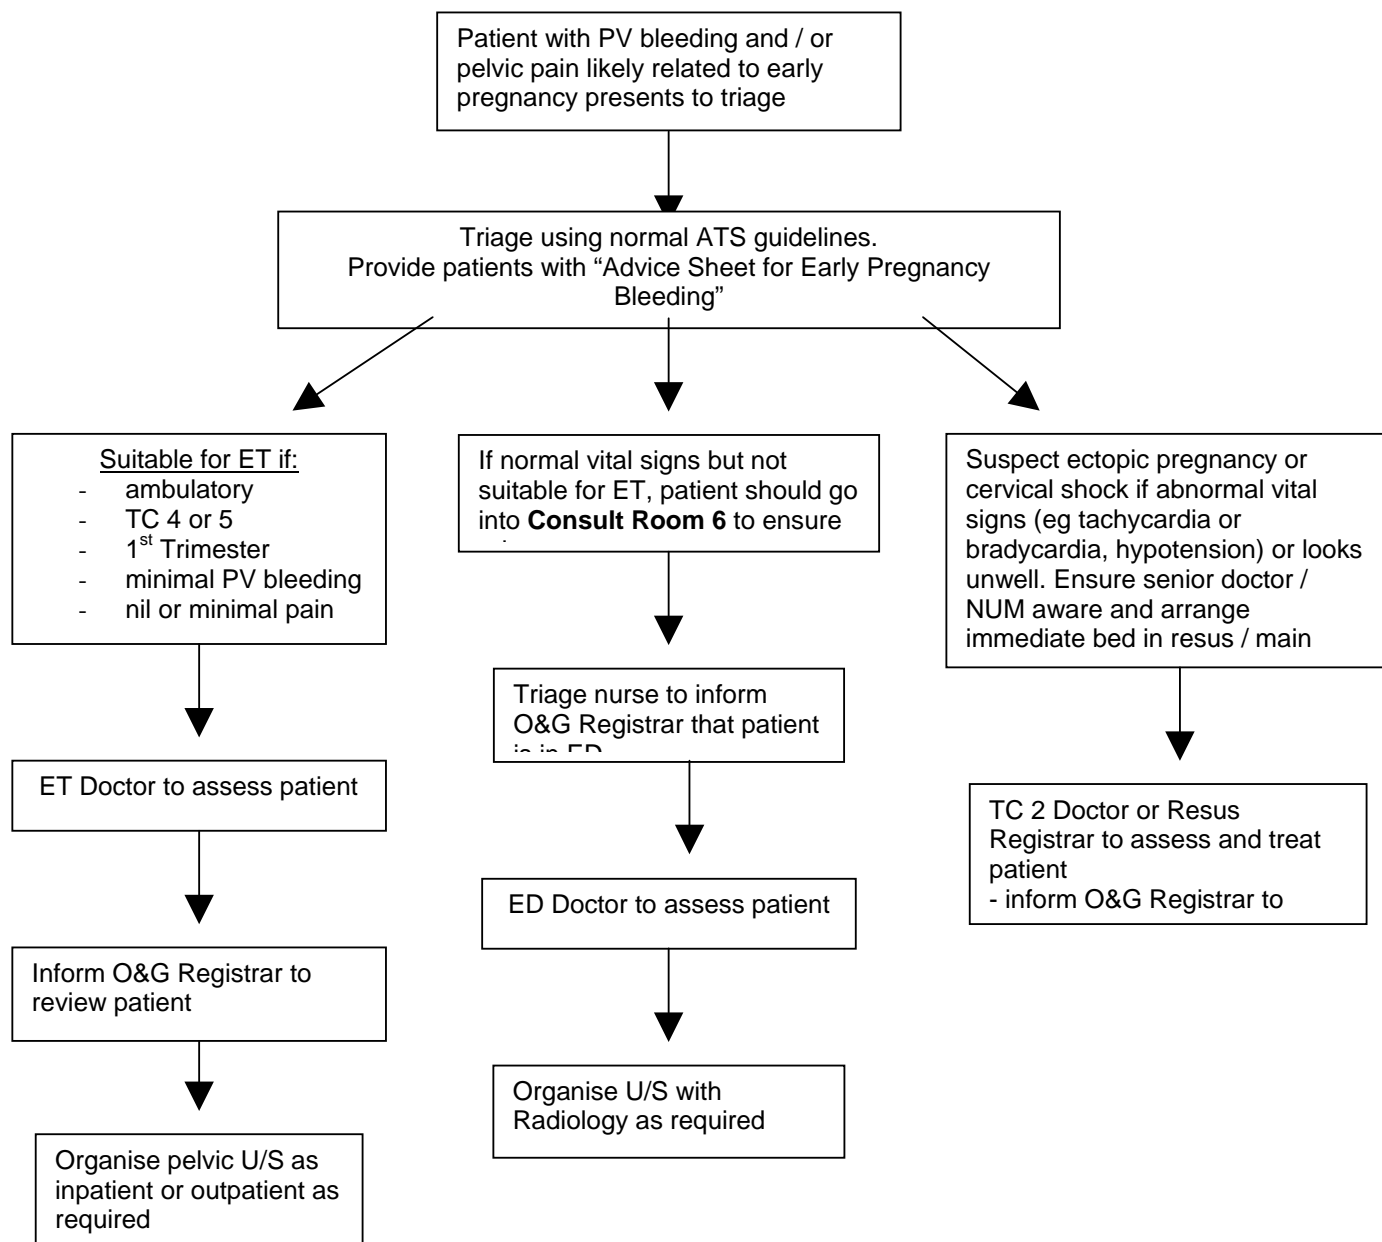 Patient with PV bleeding and / or
pelvic pain likely related to early
pregnancy presents to triage
Triage using normal ATS guidelines.
Provide patients with “Advice Sheet for Early Pregnancy
Bleeding”
Suitable for ET if:
- ambulatory
- TC 4 or 5
- 1st Trimester
- minimal PV bleeding
- nil or minimal pain
If normal vital signs but not
suitable for ET, patient should go
into Consult Room 6 to ensure
Suspect ectopic pregnancy or
cervical shock if abnormal vital
signs (eg tachycardia or
bradycardia, hypotension) or looks
unwell. Ensure senior doctor /
NUM aware and arrange
immediate bed in resus / main
Triage nurse to inform
O&G Registrar that patient
is in ED
ET Doctor to assess patient
TC 2 Doctor or Resus
Registrar to assess and treat
patient
- inform O&G Registrar to
ED Doctor to assess patient
Inform O&G Registrar to
review patient
Organise U/S with
Radiology as required
Organise pelvic U/S as
inpatient or outpatient as
required